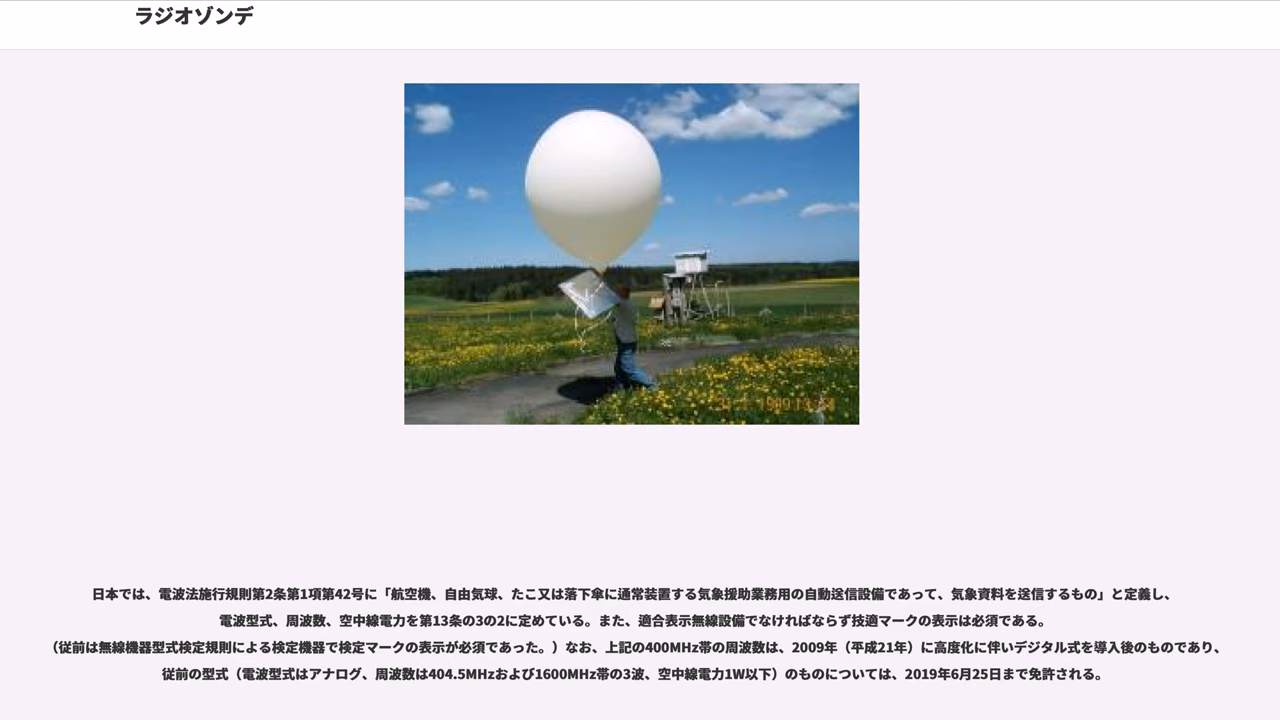 ラジオゾンデ
日本では、電波法施行規則第2条第1項第42号に「航空機、自由気球、たこ又は落下傘に通常装置する気象援助業務用の自動送信設備であって、気象資料を送信するもの」と定義し、
電波型式、周波数、空中線電力を第13条の3の2に定めている。また、適合表示無線設備でなければならず技適マークの表示は必須である。
（従前は無線機器型式検定規則による検定機器で検定マークの表示が必須であった。）なお、上記の400MHz帯の周波数は、2009年（平成21年）に高度化に伴いデジタル式を導入後のものであり、
従前の型式（電波型式はアナログ、周波数は404.5MHzおよび1600MHz帯の3波、空中線電力1W以下）のものについては、2019年6月25日まで免許される。